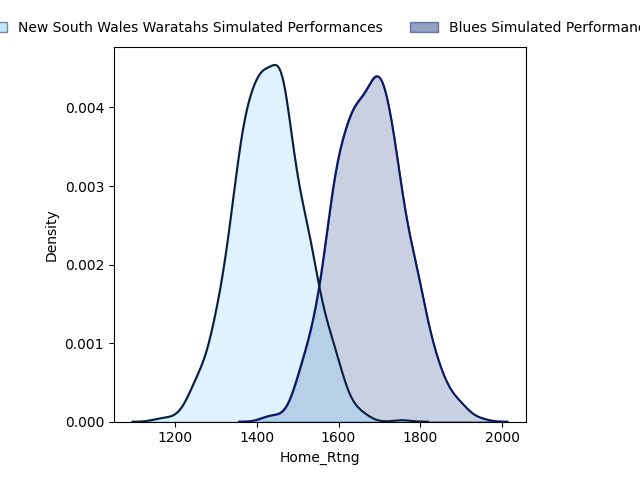 New South Wales Waratahs Simulated Performances Blues Simulated
Density
0.004
0.003
0.002
0.001
0.000
1200 1400 1600 1800 2000
Home_Rtng